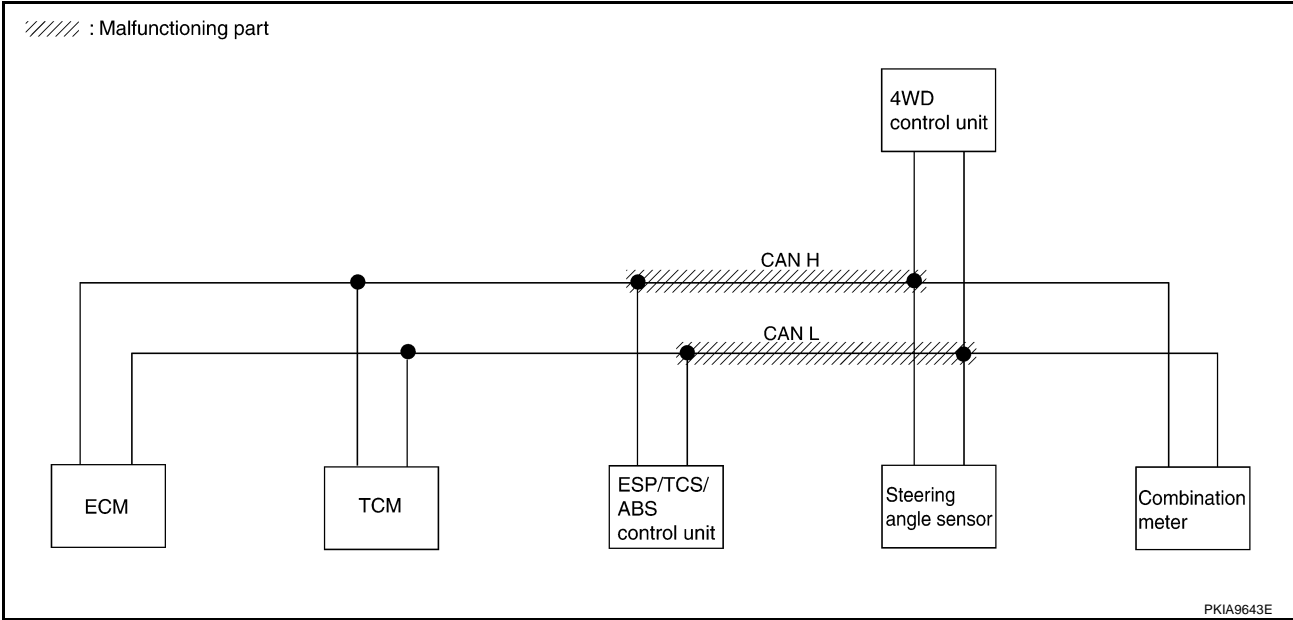 : Malfunctioning part
4WD
control unit
CAN H
CAN L
ECM
TCM
ESP/TCS/
ABS
control unit
Steering
angle sensor
Combination
meter
PKIA9643E